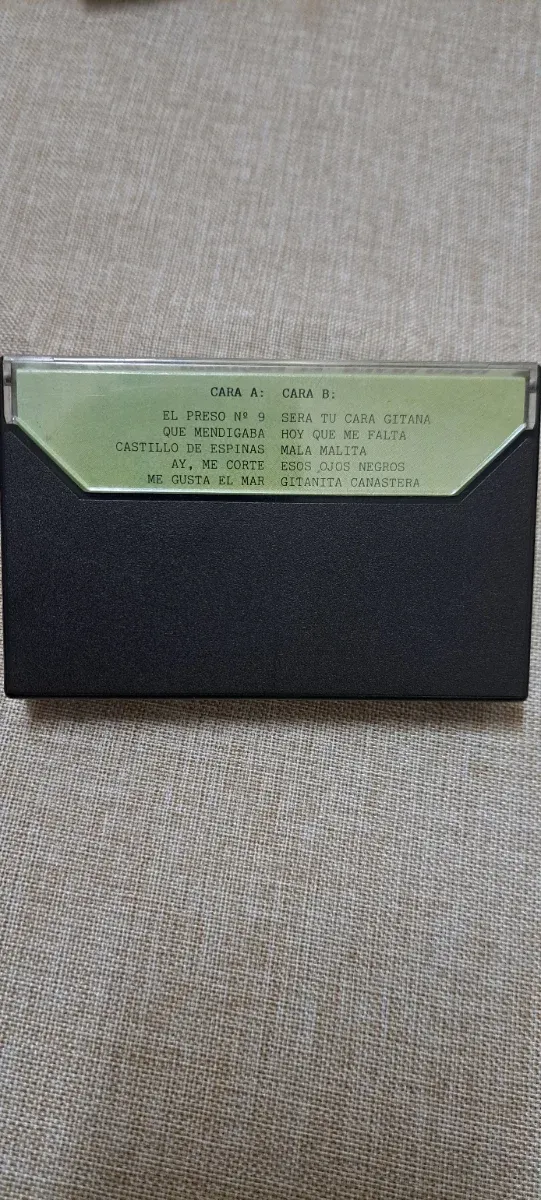 CARA A: CARA B:
EL PRESO Nº 9 SERA TU CARA GITANA
QUE MENDIGABA HOY QUE ME FALTA
CASTILLO DE ESPINAS MALA MALITA
AY, ME CORTE ESOS OJOS NEGROS
ME GUSTA EL MAR GITANITA CANASTERA